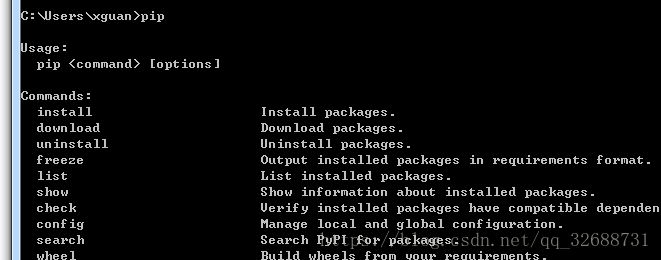 C:\Users\xguan>pip
Usage:
pip <command> [options]
Commands:
install Install packages.
download Download packages.
uninstall Uninstall packages.
freeze Output installed packages in requirements format.
list List installed packages.
show Show information about installed packages.
check Verify installed packages have compatible dependen
config Manage local and global configuration.
search Search PyPI for packages.
wheel Build wheels from your requirements.
http://blog.csdn.net/qq_32688731